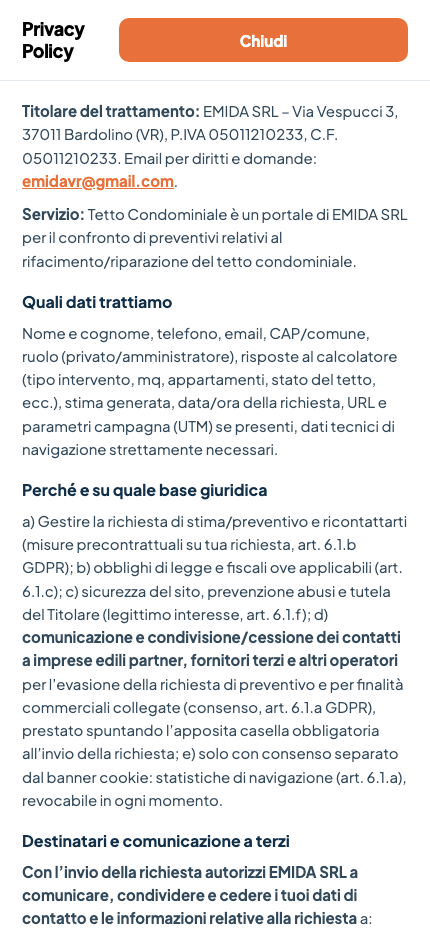 Privacy
Policy
Chiudi
Titolare del trattamento: EMIDA SRL – Via Vespucci 3,
37011 Bardolino (VR), P.IVA 05011210233, C.F.
05011210233. Email per diritti e domande:
emidavr@gmail.com.
Servizio: Tetto Condominiale è un portale di EMIDA SRL
per il confronto di preventivi relativi al
rifacimento/riparazione del tetto condominiale.
Quali dati trattiamo
Nome e cognome, telefono, email, CAP/comune,
ruolo (privato/amministratore), risposte al calcolatore
(tipo intervento, mq, appartamenti, stato del tetto,
ecc.), stima generata, data/ora della richiesta, URL e
parametri campagna (UTM) se presenti, dati tecnici di
navigazione strettamente necessari.
Perché e su quale base giuridica
a) Gestire la richiesta di stima/preventivo e ricontattarti
(misure precontrattuali su tua richiesta, art. 6.1.b
GDPR); b) obblighi di legge e fiscali ove applicabili (art.
6.1.c); c) sicurezza del sito, prevenzione abusi e tutela
del Titolare (legittimo interesse, art. 6.1.f); d)
comunicazione e condivisione/cessione dei contatti
a imprese edili partner, fornitori terzi e altri operatori
per l’evasione della richiesta di preventivo e per finalità
commerciali collegate (consenso, art. 6.1.a GDPR),
prestato spuntando l’apposita casella obbligatoria
all’invio della richiesta; e) solo con consenso separato
dal banner cookie: statistiche di navigazione (art. 6.1.a),
revocabile in ogni momento.
Destinatari e comunicazione a terzi
Con l’invio della richiesta autorizzi EMIDA SRL a
comunicare, condividere e cedere i tuoi dati di
contatto e le informazioni relative alla richiesta a: